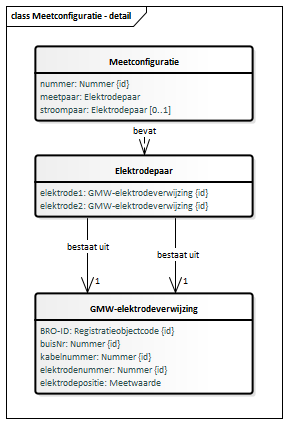 class Meetconfiguratie - detail
Meetconfiguratie
nummer: Nummer {id}
meetpaar: Elektrodepaar
stroompaar: Elektrodepaar [0..1]
bevat
Elektrodepaar
elektrode1: GMW-elektrodeverwijzing {id}
elektrode2: GMW-elektrodeverwijzing {id}
bestaat uit
bestaat uit
1
1
GMW-elektrodeverwijzing
BRO-ID: Registratieobjectcode {id}
buisNr: Nummer {id}
kabelnummer: Nummer {id}
elektrodenummer: Nummer {id}
elektrodepositie: Meetwaarde